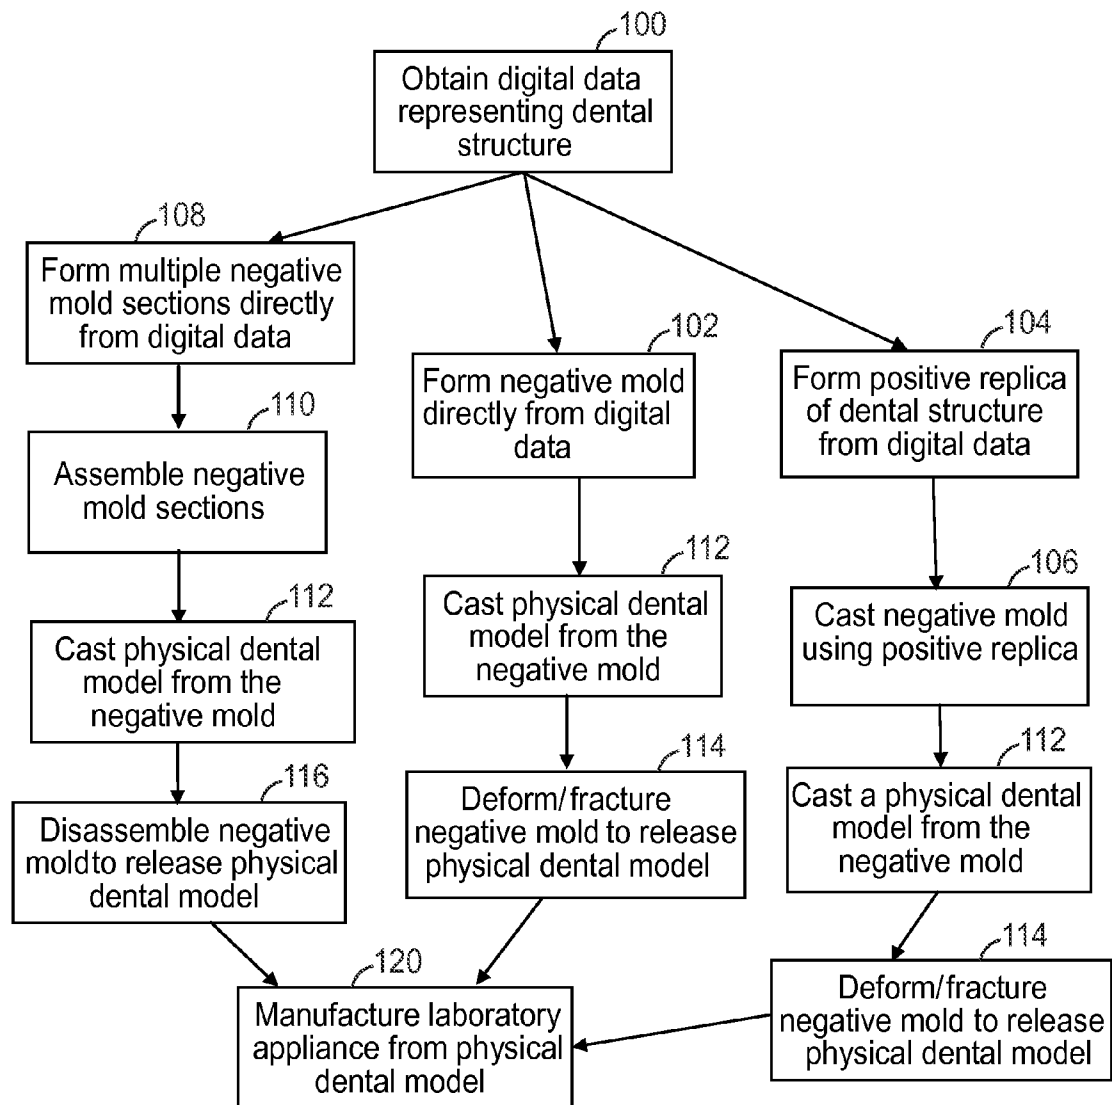 100
Obtain digital data
representing dental
structure
108
Form multiple negative
mold sections directly
from digital data
102
Form negative mold
directly from digital
data
104
Form positive replica
of dental structure
from digital data
110
Assemble negative
mold sections
112
Cast physical dental
model from the
negative mold
112
Cast physical dental
model from the
negative mold
106
Cast negative mold
using positive replica
116
Disassemble negative
mold to release physical
dental model
114
Deform/fracture
negative mold to release
physical dental model
112
Cast a physical dental
model from the
negative mold
114
Deform/fracture
negative mold to release
physical dental model
120
Manufacture laboratory
appliance from physical
dental model